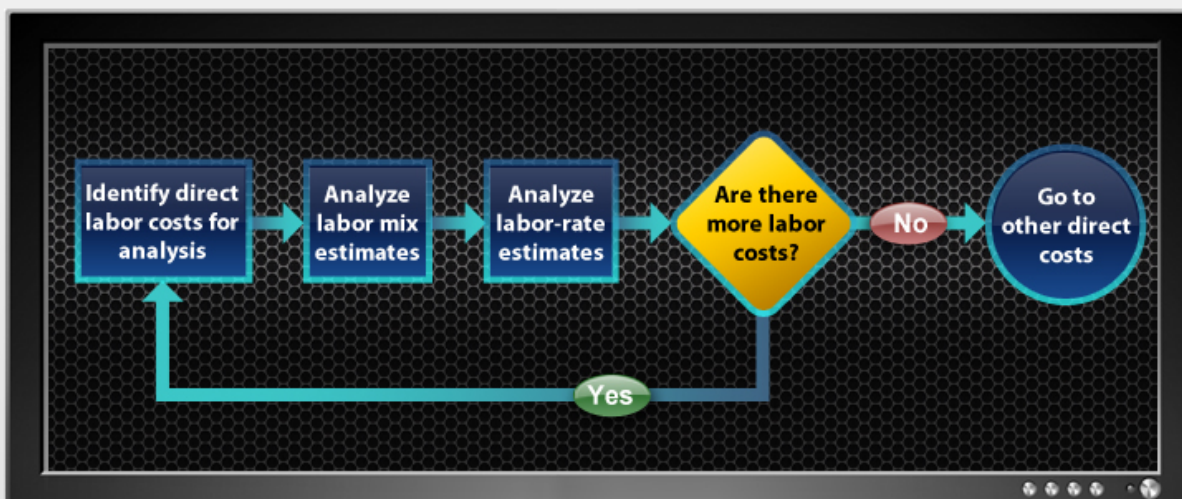 Identify direct
labor costs for
analysis
Analyze
labor mix
estimates
Analyze
labor-rate
estimates
Are there
more labor
costs?
No
Go to
other direct
costs
Yes